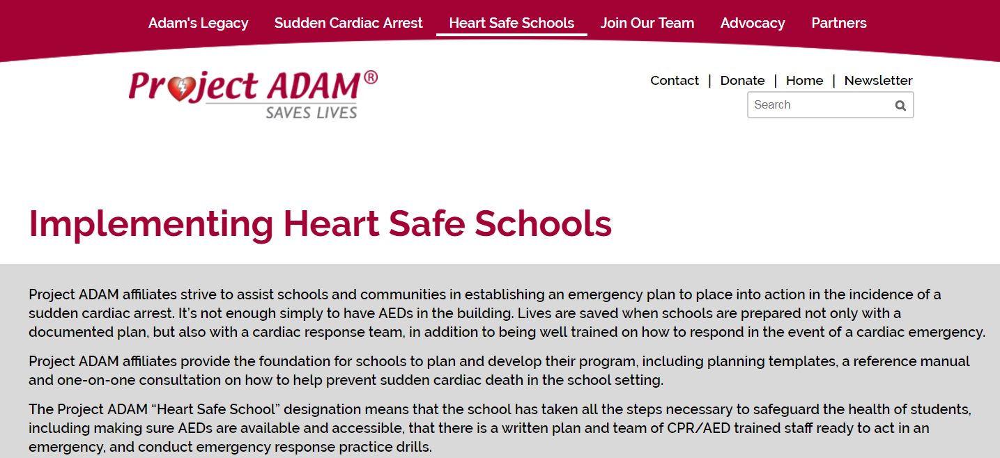 Adam's Legacy Sudden Cardiac Arrest Heart Safe Schools Join Our Team Advocacy Partners
Project ADAM®
SAVES LIVES
Contact | Donate | Home | Newsletter
Search
Implementing Heart Safe Schools
Project ADAM affiliates strive to assist schools and communities in establishing an emergency plan to place into action in the incidence of a
sudden cardiac arrest. It’s not enough simply to have AEDs in the building. Lives are saved when schools are prepared not only with a
documented plan, but also with a cardiac response team, in addition to being well trained on how to respond in the event of a cardiac emergency.
Project ADAM affiliates provide the foundation for schools to plan and develop their program, including planning templates, a reference manual
and one-on-one consultation on how to help prevent sudden cardiac death in the school setting.
The Project ADAM “Heart Safe School” designation means that the school has taken all the steps necessary to safeguard the health of students,
including making sure AEDs are available and accessible, that there is a written plan and team of CPR/AED trained staff ready to act in an
emergency, and conduct emergency response practice drills.